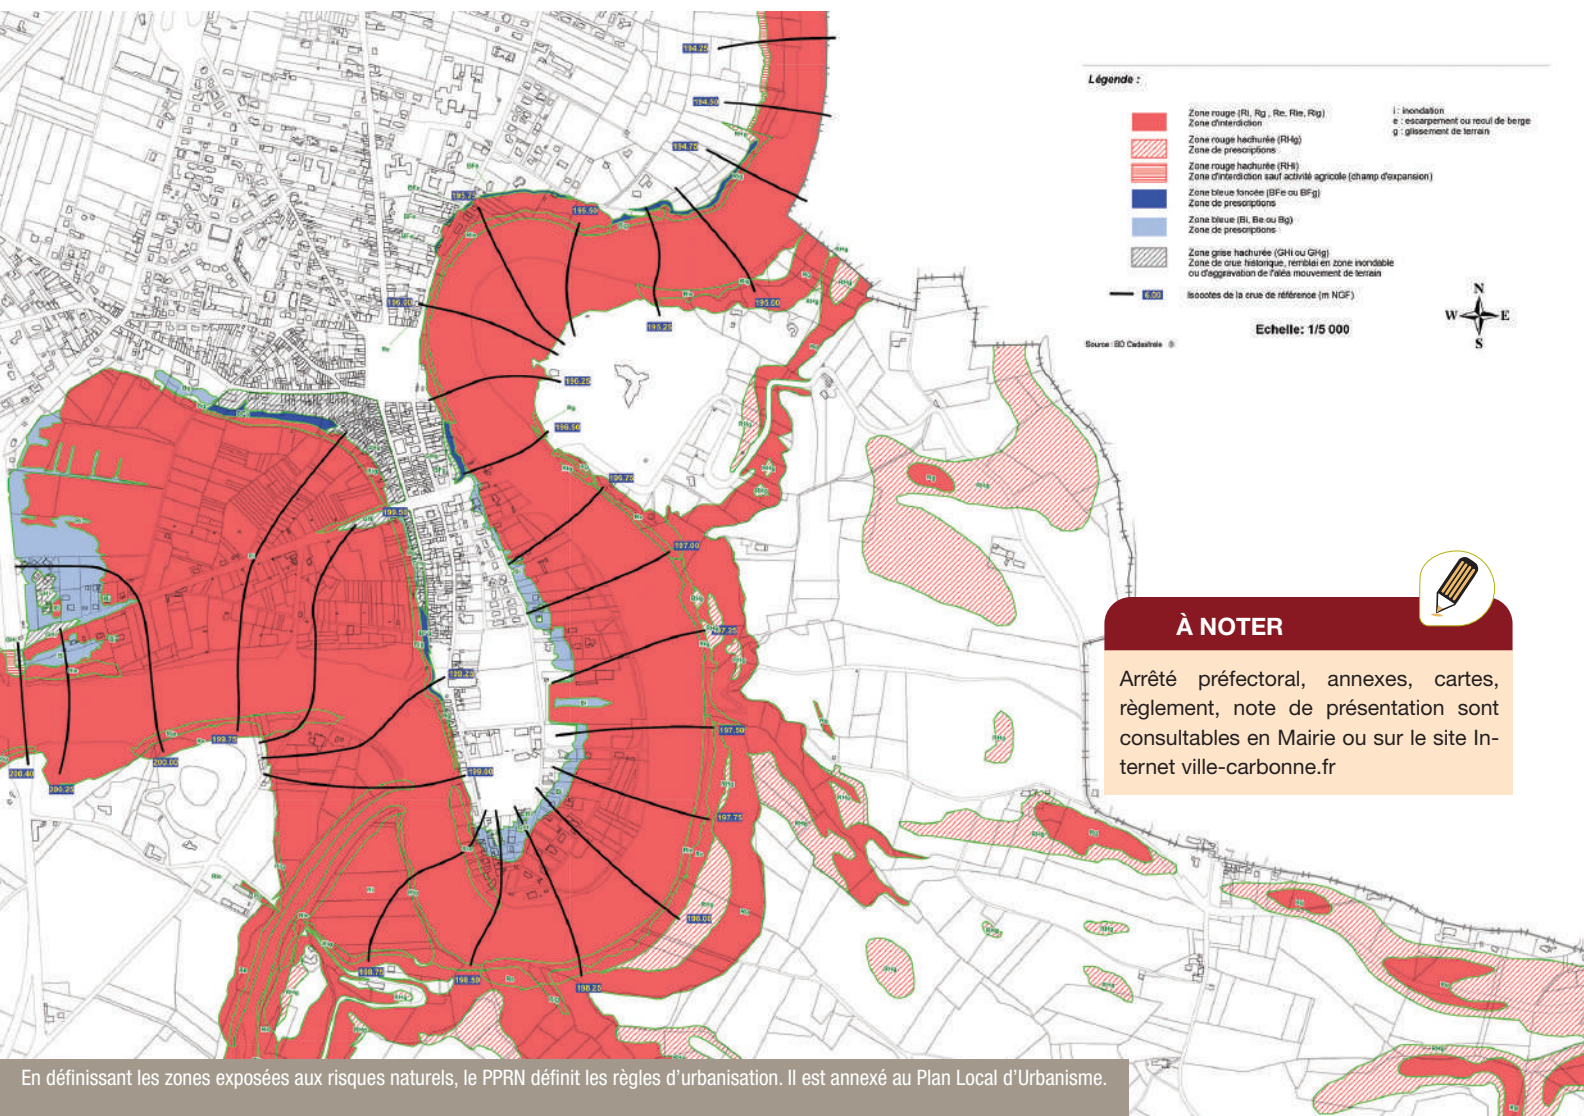 Légende :
Zone rouge (Ri, Rg , Re, Rie, Rig)
Zone d'interdiction
i : inondation
e : escarpement ou recul de berge
g : glissement de terrain
Zone rouge hachurée (RHg)
Zone de prescriptions
Zone rouge hachurée (RHi)
Zone d'interdiction sauf activité agricole (champ d'expansion)
Zone bleue foncée (BFe ou BFg)
Zone de prescriptions
Zone bleue (Bi, Be ou Bg)
Zone de prescriptions
Zone grise hachurée (GHi ou GHg)
Zone de crue historique, remblai en zone inondable
ou d'aggravation de l'aléa mouvement de terrain
6.00
Isocotes de la crue de référence (m NGF)
Echelle: 1/5 000
N
W E
S
Source : BD Cadastrale
194.25
194.50
194.75
195.75
195.50
196.00
195.00
195.25
196.25
196.50
196.75
199.50
197.00
197.25
199.25
197.50
199.75
200.00
199.00
200.40
200.25
197.75
198.00
198.75
198.50
198.25
À NOTER
Arrêté préfectoral, annexes, cartes,
règlement, note de présentation sont
consultables en Mairie ou sur le site In-
ternet ville-carbonne.fr
En définissant les zones exposées aux risques naturels, le PPRN définit les règles d'urbanisation. Il est annexé au Plan Local d'Urbanisme.